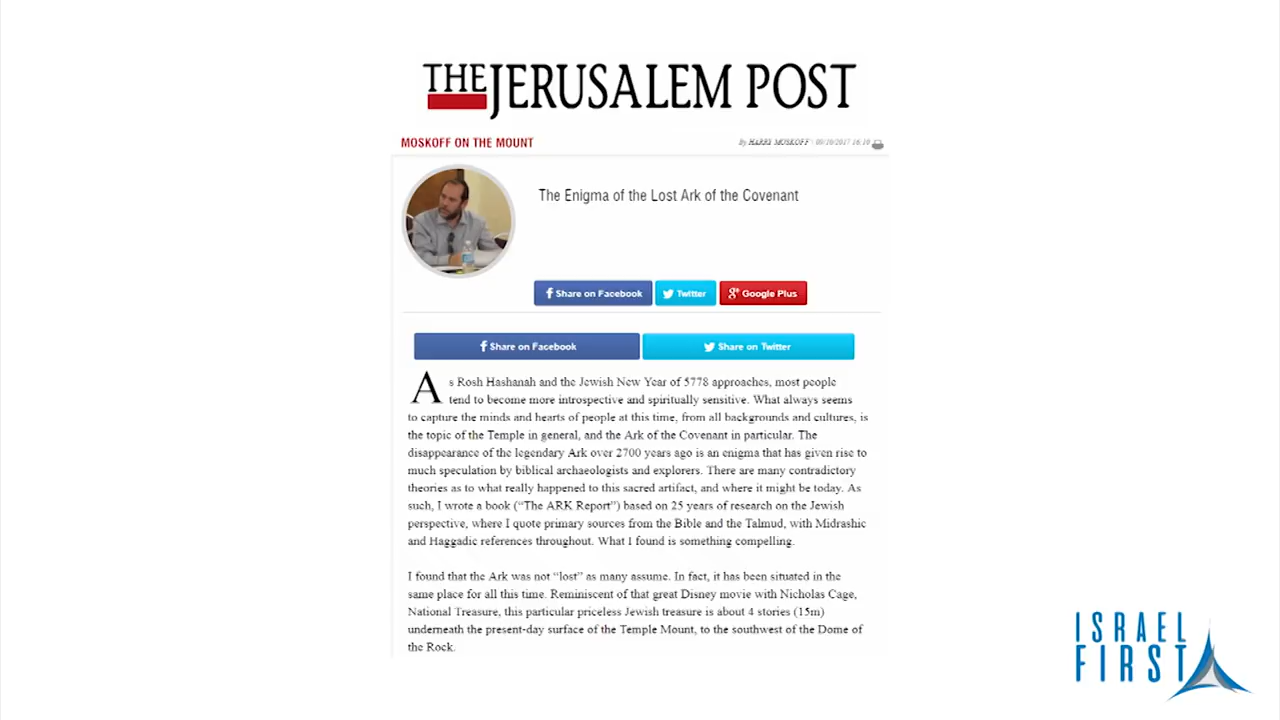 THE JERUSALEM POST
MOSKOFF ON THE MOUNT
By HARRY MOSKOFF \ 09/10/2017 16:10
The Enigma of the Lost Ark of the Covenant
Share on Facebook
Twitter
Google Plus
Share on Facebook
Share on Twitter
As Rosh Hashanah and the Jewish New Year of 5778 approaches, most people
tend to become more introspective and spiritually sensitive. What always seems
to capture the minds and hearts of people at this time, from all backgrounds and cultures, is
the topic of the Temple in general, and the Ark of the Covenant in particular. The
disappearance of the legendary Ark over 2700 years ago is an enigma that has given rise to
much speculation by biblical archaeologists and explorers. There are many contradictory
theories as to what really happened to this sacred artifact, and where it might be today. As
such, I wrote a book (“The ARK Report”) based on 25 years of research on the Jewish
perspective, where I quote primary sources from the Bible and the Talmud, with Midrashic
and Haggadic references throughout. What I found is something compelling.
I found that the Ark was not “lost” as many assume. In fact, it has been situated in the
same place for all this time. Reminiscent of that great Disney movie with Nicholas Cage,
National Treasure, this particular priceless Jewish treasure is about 4 stories (15m)
underneath the present-day surface of the Temple Mount, to the southwest of the Dome of
the Rock.
ISRAEL
FIRST